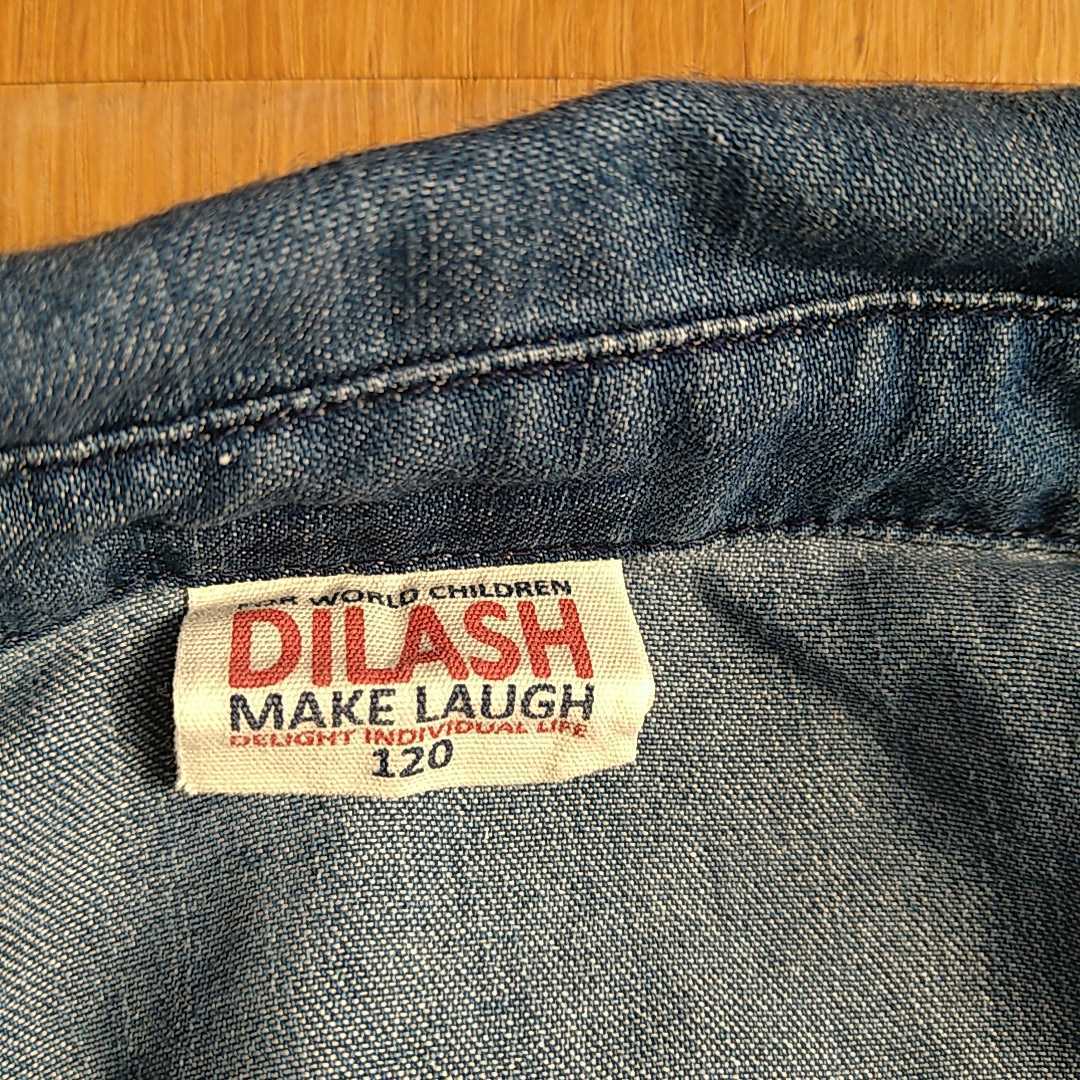 FOR WORLD CHILDREN
DILASH
MAKE LAUGH
DELIGHT INDIVIDUAL LIFE
120